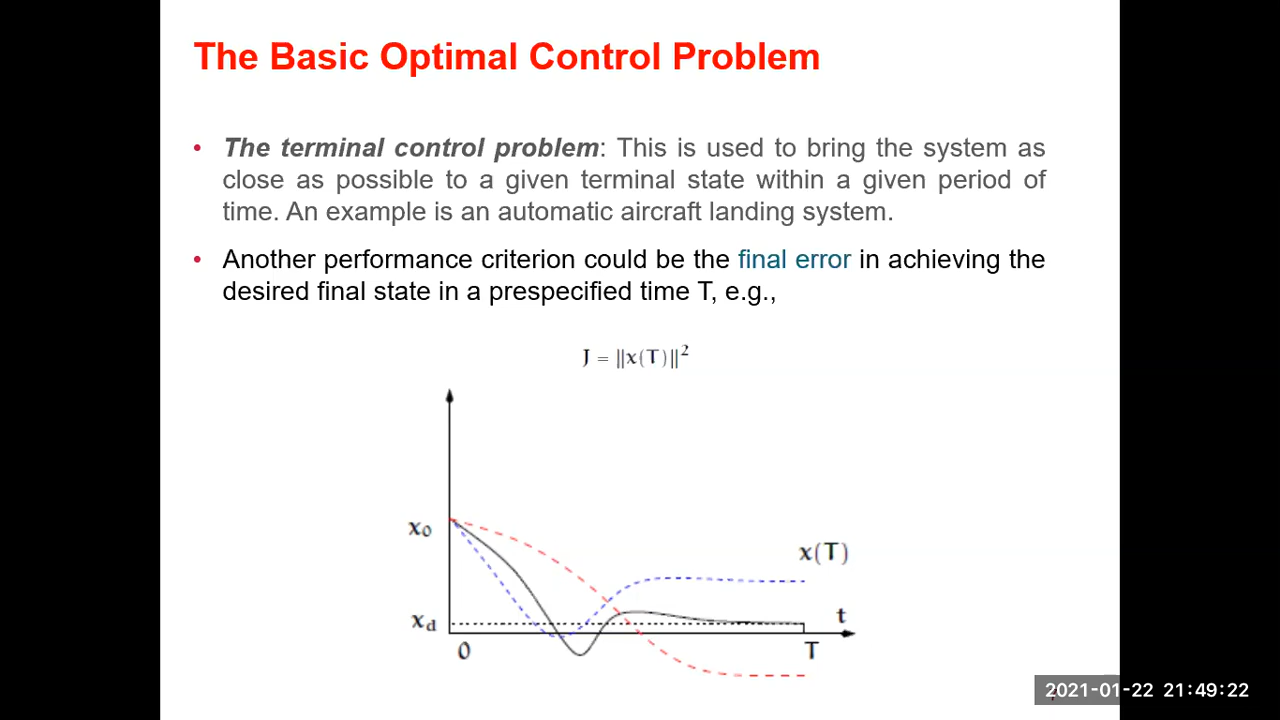 The Basic Optimal Control Problem
• The terminal control problem: This is used to bring the system as
close as possible to a given terminal state within a given period of
time. An example is an automatic aircraft landing system.
• Another performance criterion could be the final error in achieving the
desired final state in a prespecified time T, e.g.,
J = ||x(T)||²
x₀
x(T)
x_d
t
0
T
2021-01-22 21:49:22